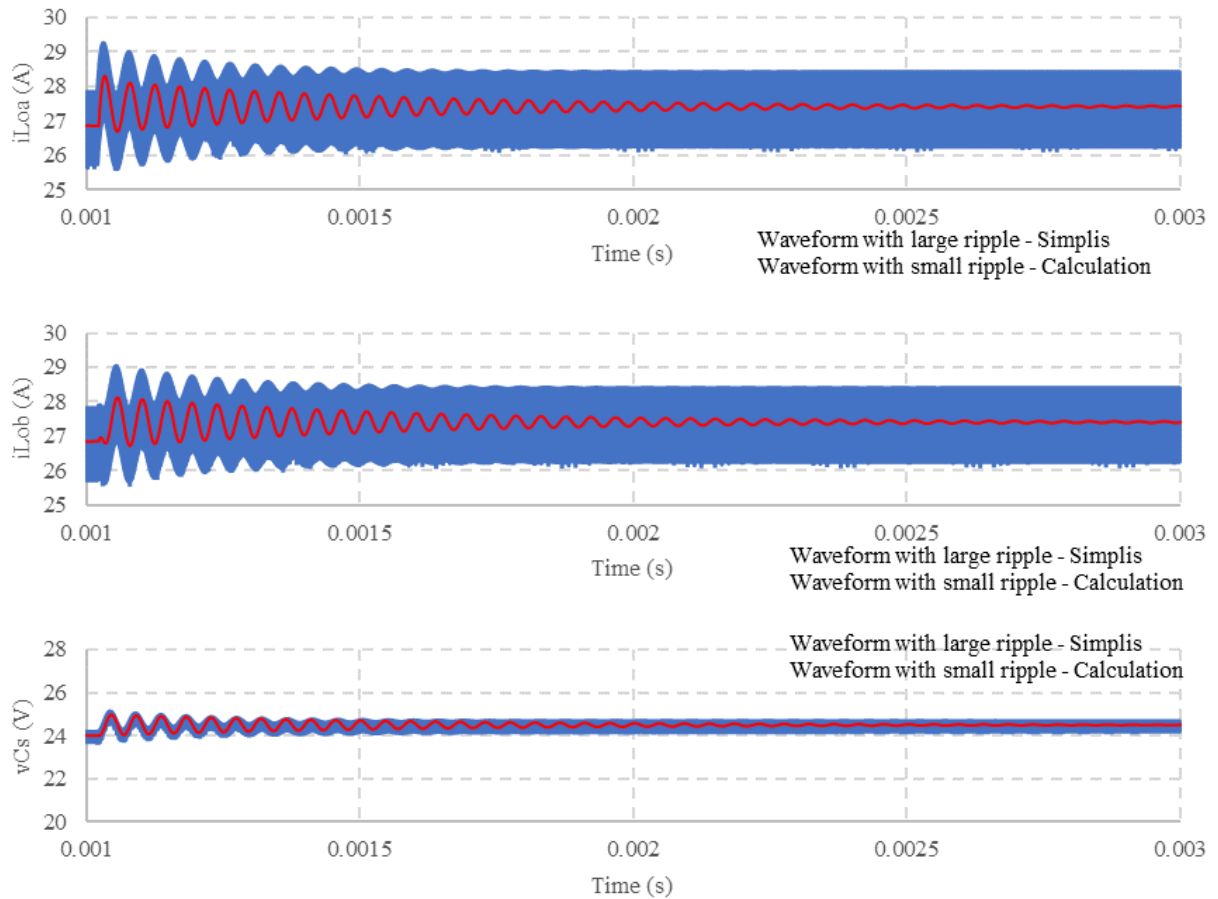 30
29
28
27
26
25
iLoa (A)
0.001
0.0015
0.002
0.0025
0.003
Time (s)
Waveform with large ripple - Simplis
Waveform with small ripple - Calculation
30
29
28
27
26
25
iLob (A)
0.001
0.0015
0.002
0.0025
0.003
Time (s)
Waveform with large ripple - Simplis
Waveform with small ripple - Calculation
Waveform with large ripple - Simplis
Waveform with small ripple - Calculation
28
26
24
22
20
vCs (V)
0.001
0.0015
0.002
0.0025
0.003
Time (s)